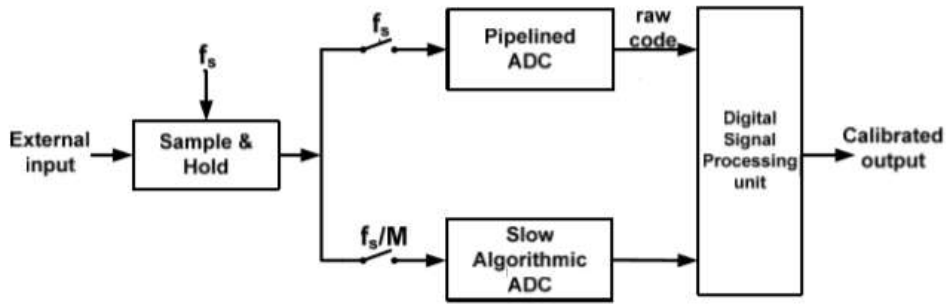 External
input
fs
Sample &
Hold
fs
Pipelined
ADC
raw
code
fs/M
Slow
Algorithmic
ADC
Digital
Signal
Processing
unit
Calibrated
output